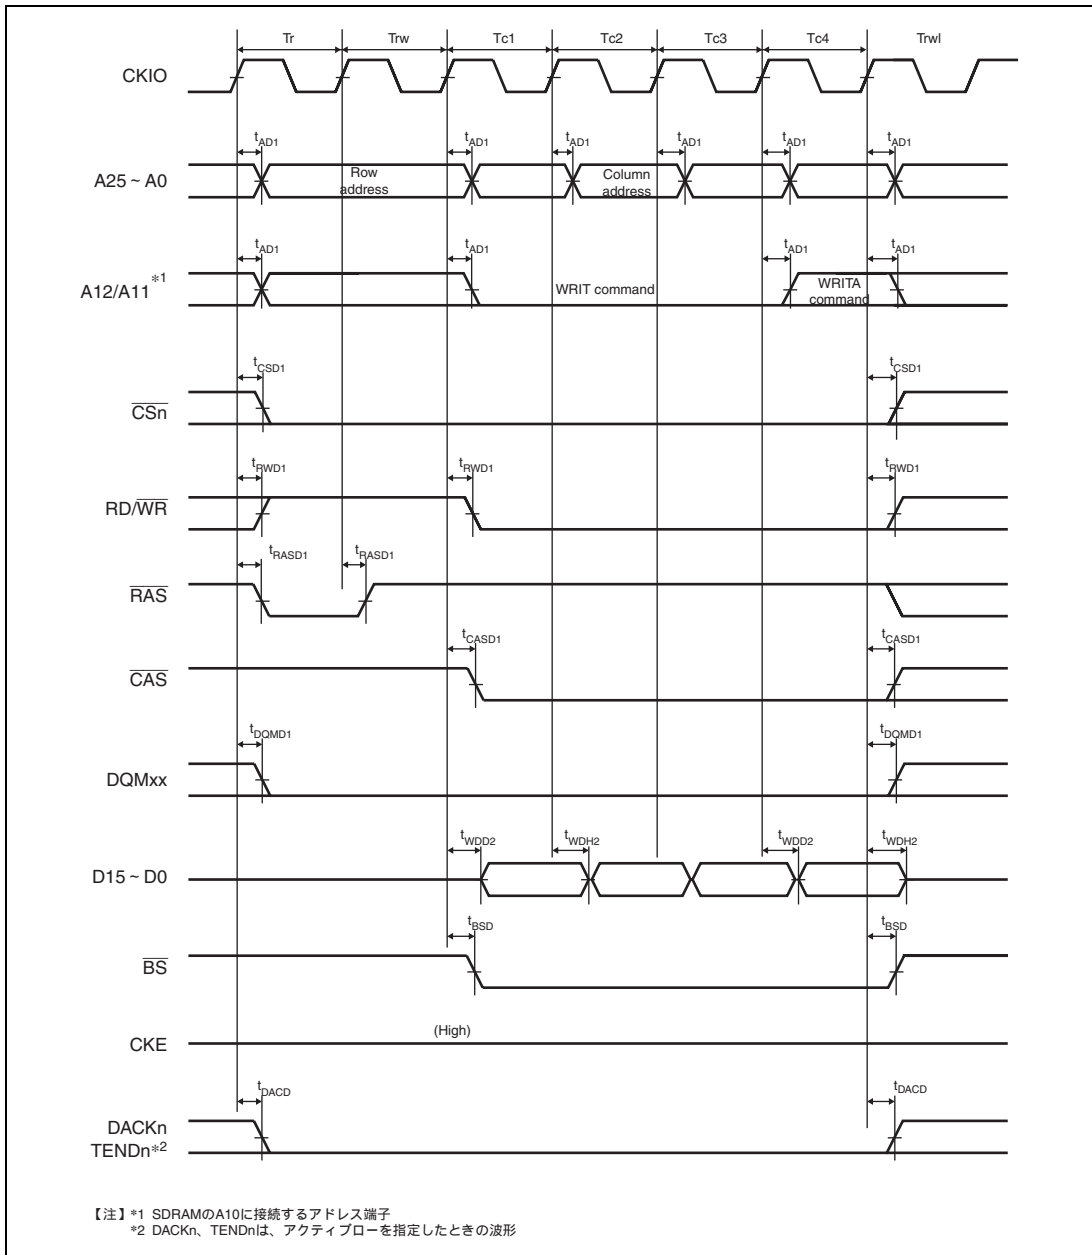 Tr Trw Tc1 Tc2 Tc3 Tc4 Trwl
CKIO
tAD1 tAD1 tAD1 tAD1 tAD1 tAD1
A25 ~ A0
Row
address
Column
address
tAD1 tAD1 tAD1 tAD1
A12/A11*1
WRIT command
WRITA
command
tCSD1 tCSD1
CSn
tRWD1 tRWD1 tRWD1
RD/WR
tRASD1 tRASD1
RAS
tCASD1 tCASD1
CAS
tDQMD1 tDQMD1
DQMxx
tWDD2 tWDH2 tWDD2 tWDH2
D15 ~ D0
tBSD tBSD
BS
(High)
CKE
tDACD tDACD
DACKn
TENDn*2
【注】*1 SDRAMのA10に接続するアドレス端子
*2 DACKn、TENDnは、アクティブローを指定したときの波形